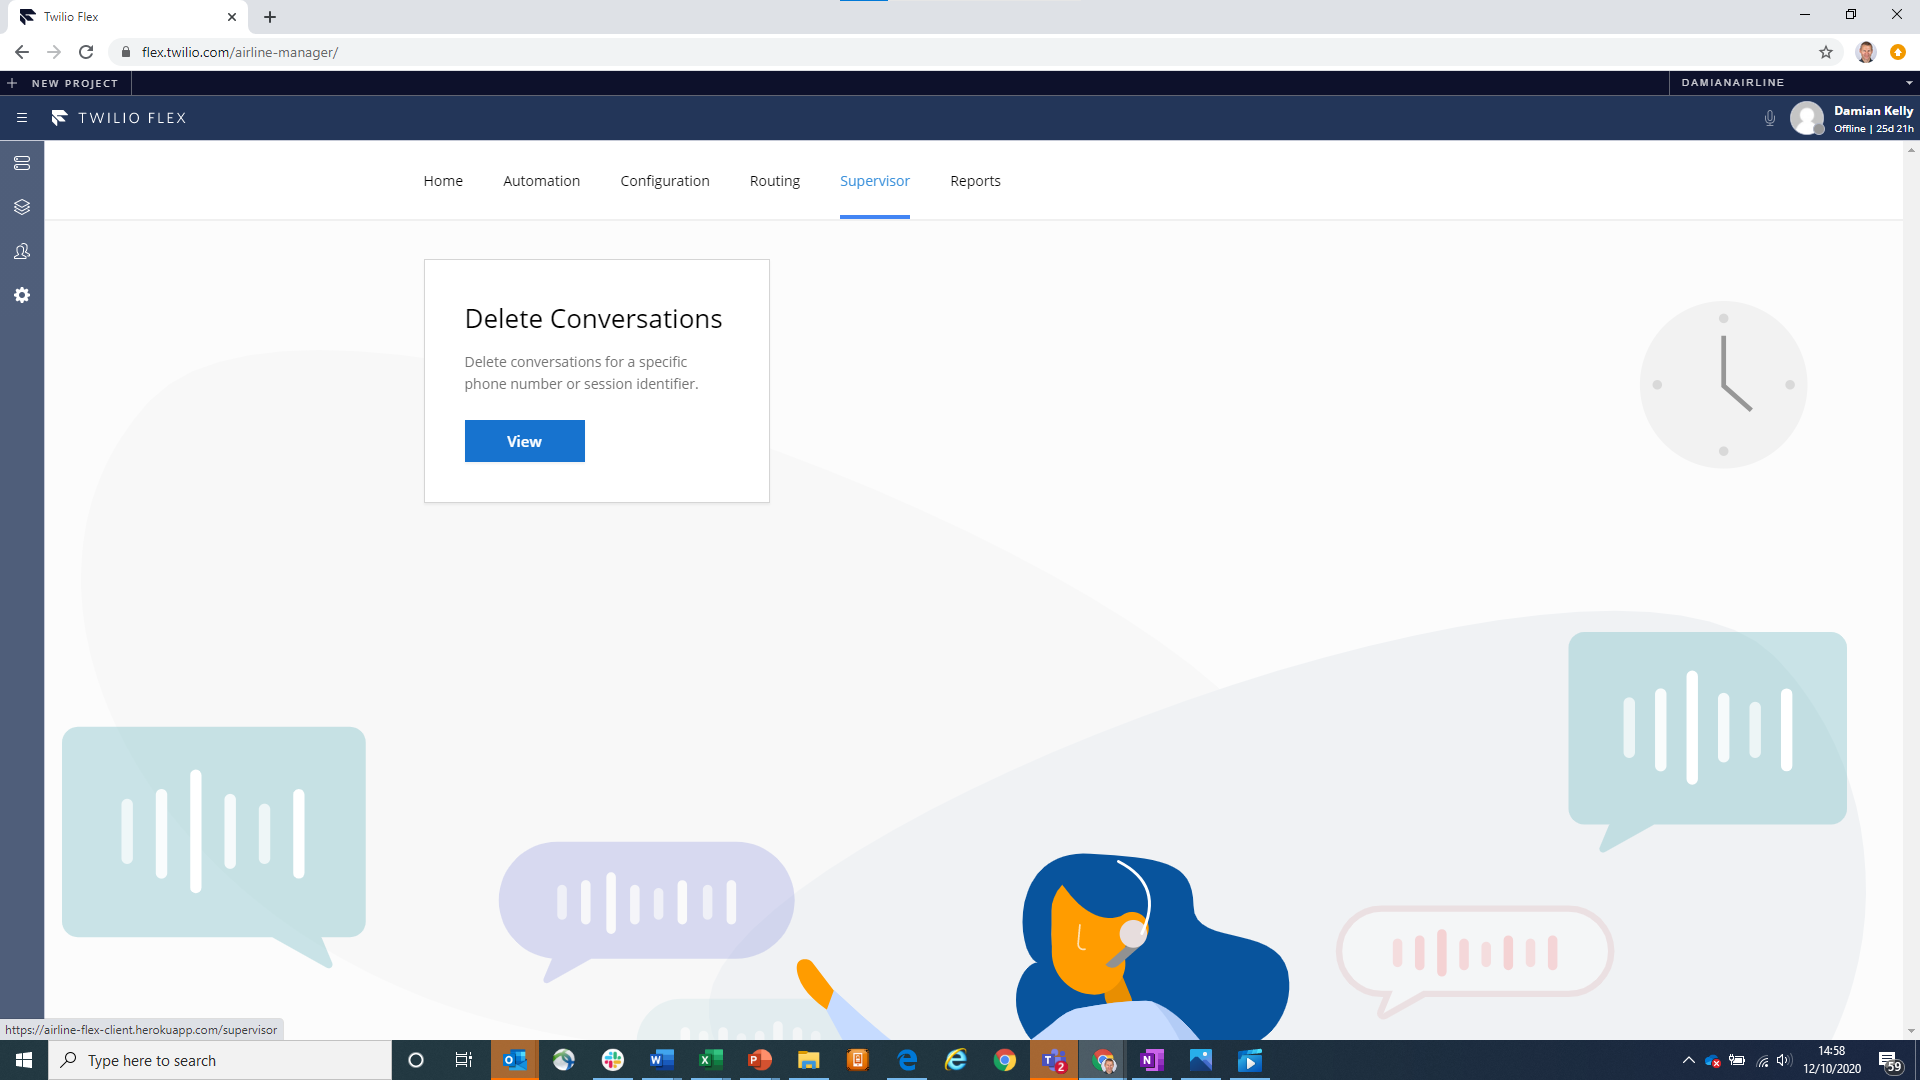 Twilio Flex
flex.twilio.com/airline-manager/
NEW PROJECT
DAMIANAIRLINE
TWILIO FLEX
Damian Kelly
Offline | 25d 21h
Home Automation Configuration Routing Supervisor Reports
Delete Conversations
Delete conversations for a specific
phone number or session identifier.
View
https://airline-flex-client.herokuapp.com/supervisor
Type here to search
2
14:58
12/10/2020
59